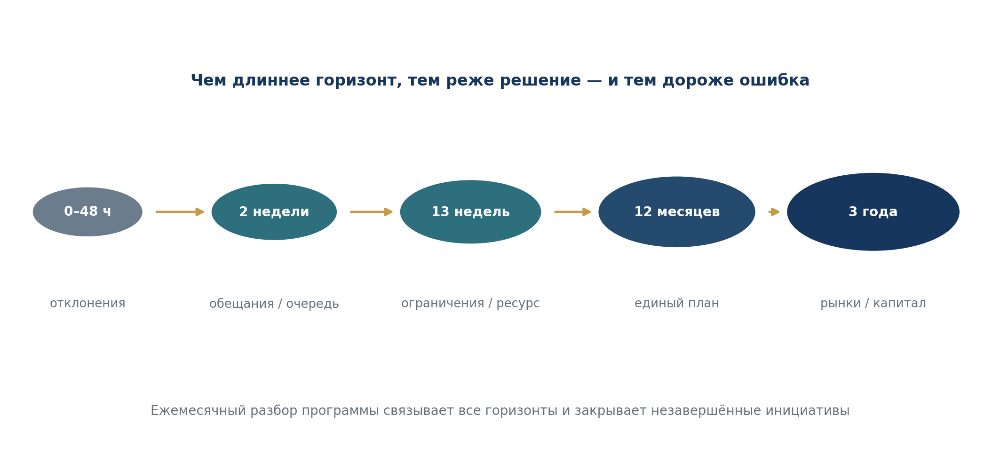 Чем длиннее горизонт, тем реже решение — и тем дороже ошибка
0–48 ч
2 недели
13 недель
12 месяцев
3 года
отклонения
обещания / очередь
ограничения / ресурс
единый план
рынки / капитал
Ежемесячный разбор программы связывает все горизонты и закрывает незавершённые инициативы